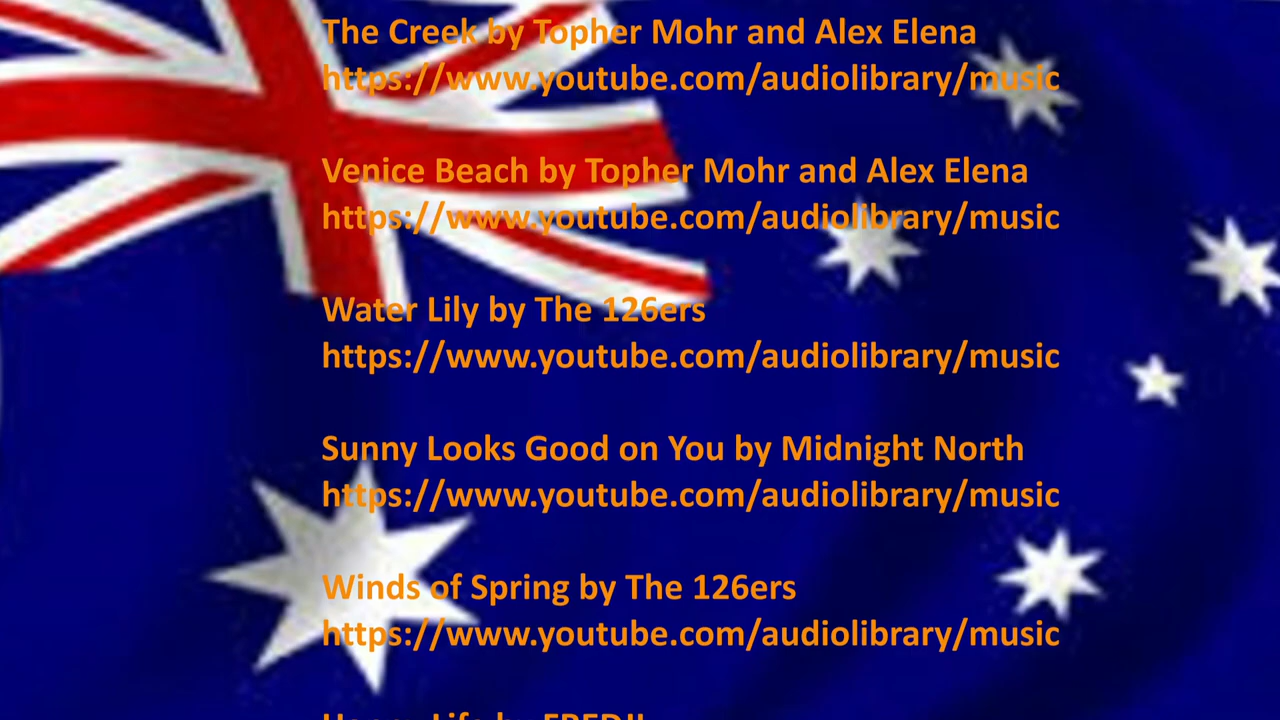 The Creek by Topher Mohr and Alex Elena
https://www.youtube.com/audiolibrary/music
Venice Beach by Topher Mohr and Alex Elena
https://www.youtube.com/audiolibrary/music
Water Lily by The 126ers
https://www.youtube.com/audiolibrary/music
Sunny Looks Good on You by Midnight North
https://www.youtube.com/audiolibrary/music
Winds of Spring by The 126ers
https://www.youtube.com/audiolibrary/music